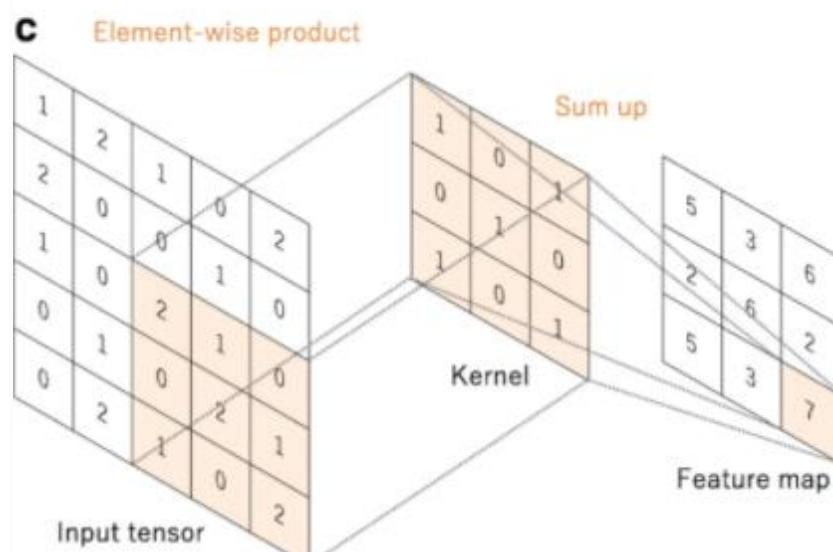 c
Element-wise product
Sum up
1 2 1 0 2
2 0 0 1 0
1 0 2 1 0
0 1 0 2 1
0 2 1 0 2
Input tensor
1 0 1
0 1 0
1 0 1
Kernel
5 3 6
2 6 2
5 3 7
Feature map